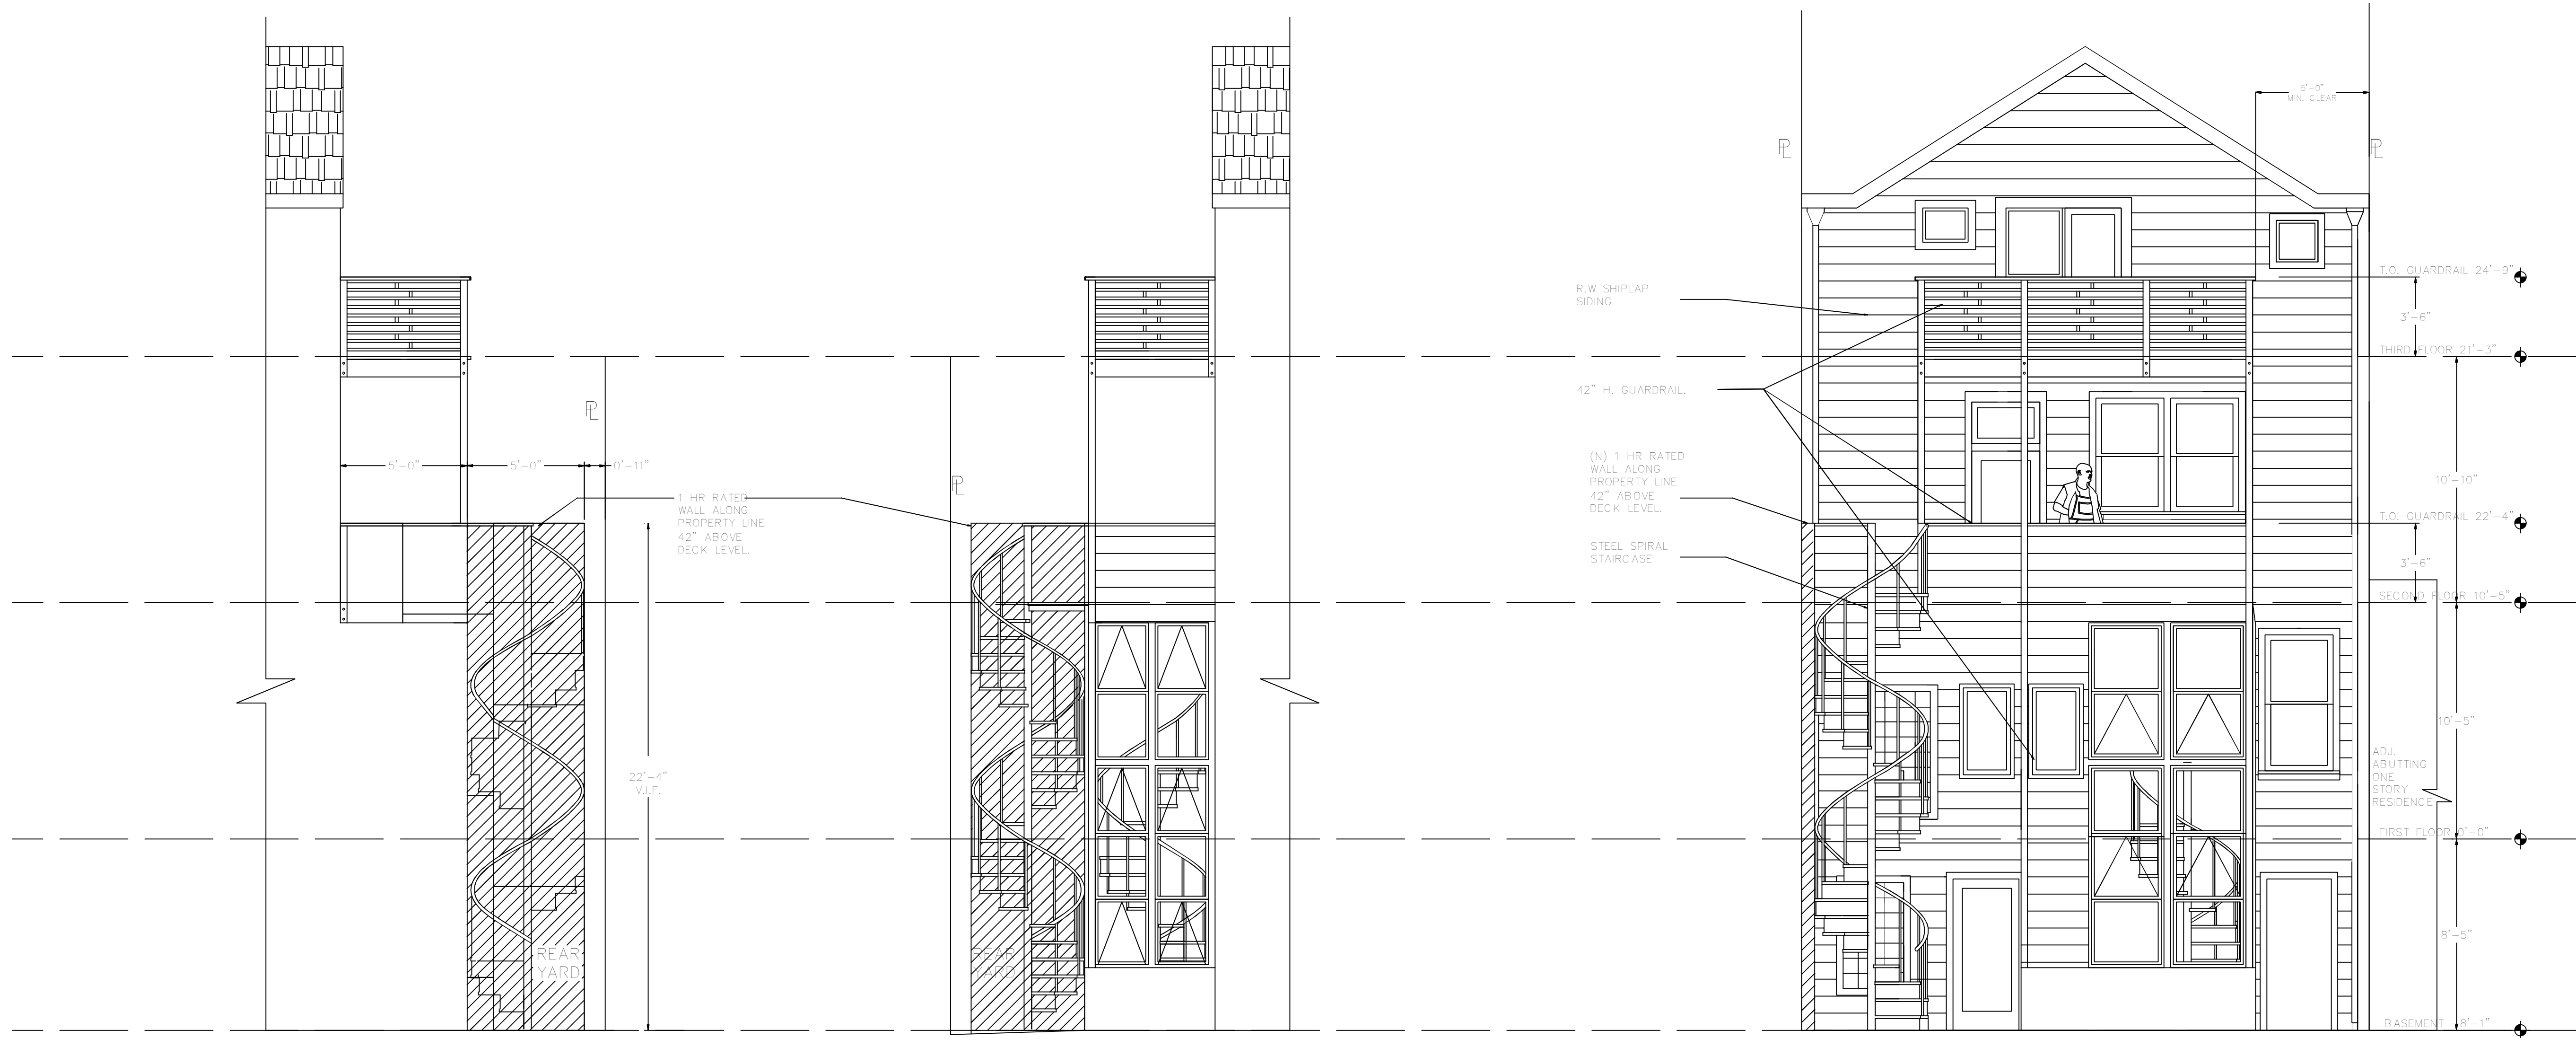 5'-0"
MIN. CLEAR
PL
PL
T.O. GUARDRAIL 24'-9"
R.W SHIPLAP
SIDING
3'-6"
THIRD FLOOR 21'-3"
42" H. GUARDRAIL.
PL
(N) 1 HR RATED
WALL ALONG
PROPERTY LINE
42" ABOVE
DECK LEVEL.
5'-0"
5'-0"
0'-11"
PL
10'-10"
1 HR RATED
WALL ALONG
PROPERTY LINE
42" ABOVE
DECK LEVEL.
T.O. GUARDRAIL 22'-4"
STEEL SPIRAL
STAIRCASE
3'-6"
SECOND FLOOR 10'-5"
10'-5"
22'-4"
V.I.F.
ADJ.
ABUTTING
ONE
STORY
RESIDENCE
FIRST FLOOR 0'-0"
8'-5"
REAR
YARD
REAR
YARD
BASEMENT -8'-1"